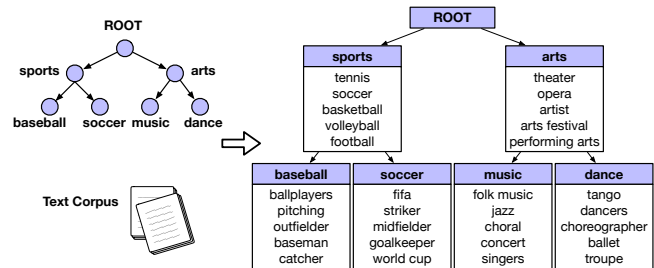 ROOT
sports
arts
baseball
soccer
music
dance
Text Corpus
ROOT
sports
tennis
soccer
basketball
volleyball
football
arts
theater
opera
artist
arts festival
performing arts
baseball
ballplayers
pitching
outfielder
baseman
catcher
soccer
fifa
striker
midfielder
goalkeeper
world cup
music
folk music
jazz
choral
concert
singers
dance
tango
dancers
choreographer
ballet
troupe